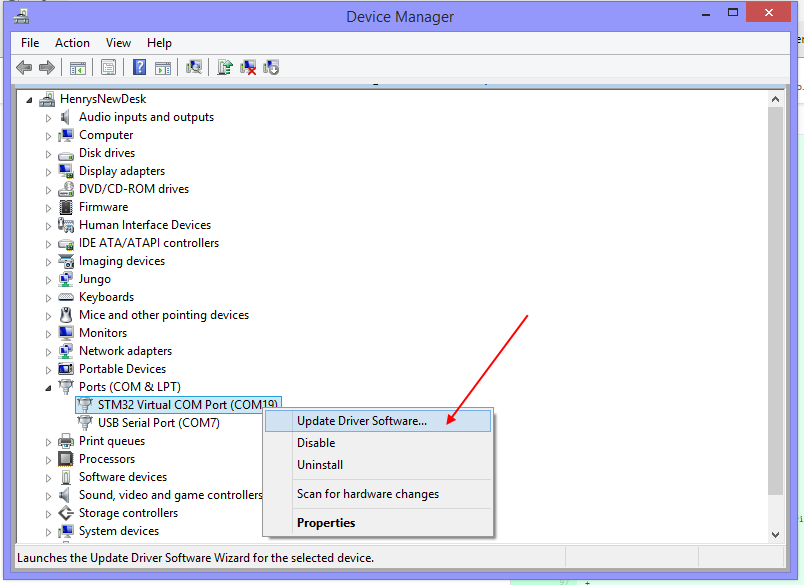 Device Manager
File Action View Help
HenrysNewDesk
Audio inputs and outputs
Computer
Disk drives
Display adapters
DVD/CD-ROM drives
Firmware
Human Interface Devices
IDE ATA/ATAPI controllers
Imaging devices
Jungo
Keyboards
Mice and other pointing devices
Monitors
Network adapters
Portable Devices
Ports (COM & LPT)
STM32 Virtual COM Port (COM19)
USB Serial Port (COM7)
Print queues
Processors
Software devices
Sound, video and game controllers
Storage controllers
System devices
Update Driver Software...
Disable
Uninstall
Scan for hardware changes
Properties
Launches the Update Driver Software Wizard for the selected device.
97 +